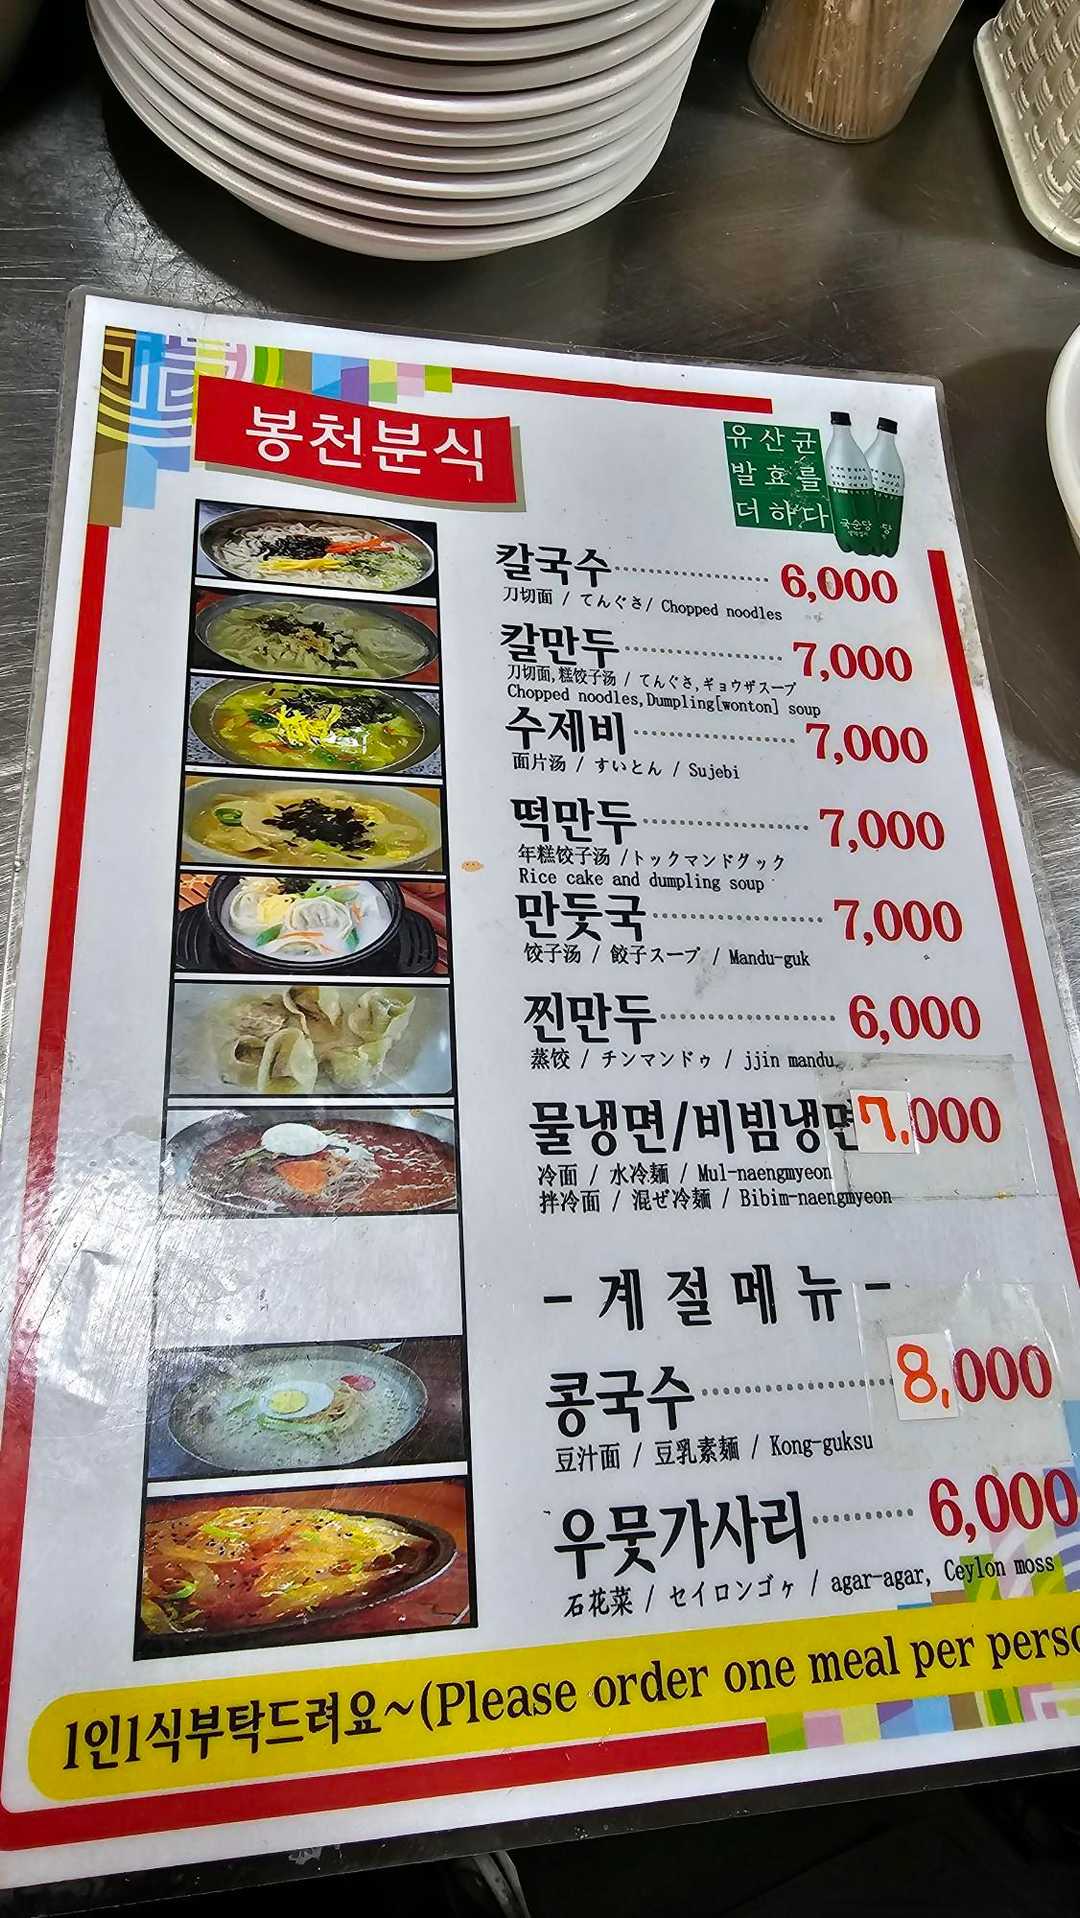 봉천분식
유산균
발효를
더하다
국순당
칼국수 6,000
刀切面 / てんぐさ/ Chopped noodles
칼만두 7,000
刀切面,糕饺子汤 / てんぐさ,ギョウザスープ
Chopped noodles,Dumpling[wonton] soup
수제비 7,000
面片汤 / すいとん / Sujebi
떡만두 7,000
年糕饺子汤 /トックマンドグック
Rice cake and dumpling soup
만둣국 7,000
饺子汤 / 餃子スープ / Mandu-guk
찐만두 6,000
蒸饺 / チンマンドゥ / jjin mandu
물냉면/비빔냉면 7,000
冷面 / 水冷麺 / Mul-naengmyeon
拌冷面 / 混ぜ冷麺 / Bibim-naengmyeon
- 계절메뉴 -
콩국수 8,000
豆汁面 / 豆乳素麺 / Kong-guksu
우뭇가사리 6,000
石花菜 / セイロンゴケ / agar-agar, Ceylon moss
1인1식부탁드려요~(Please order one meal per perso